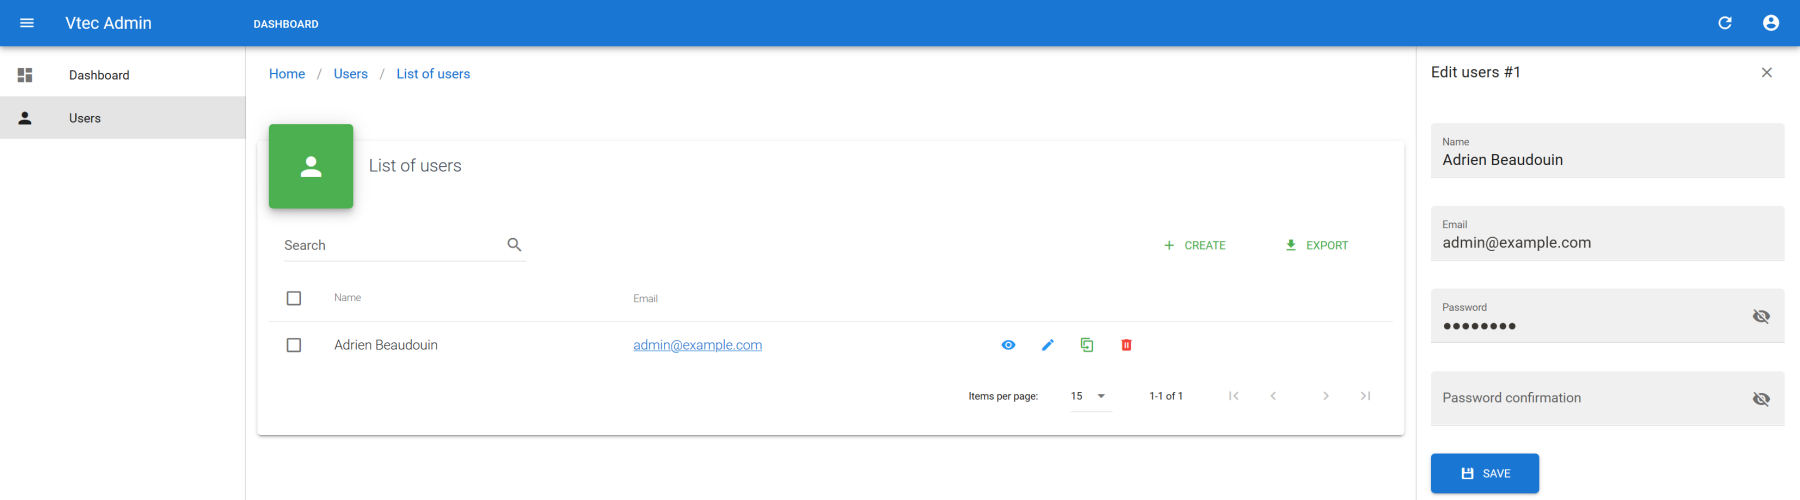 Vtec Admin
DASHBOARD
Dashboard
Users
Home / Users / List of users
List of users
Search
CREATE
EXPORT
Name
Email
Adrien Beaudouin
admin@example.com
Items per page:
15
1-1 of 1
Edit users #1
Name
Adrien Beaudouin
Email
admin@example.com
Password
●●●●●●●●
Password confirmation
SAVE